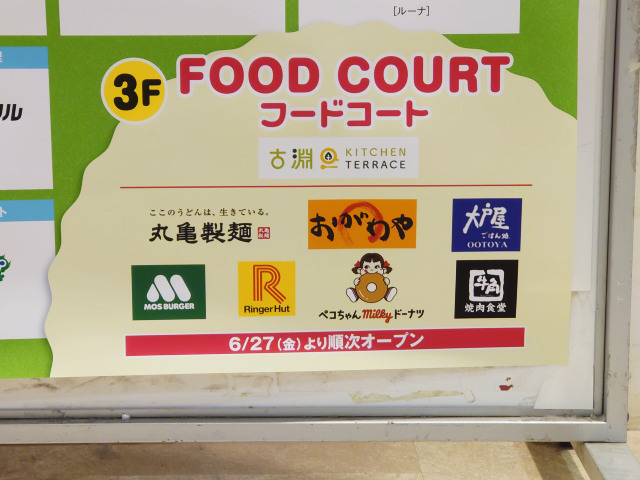 [ルーナ]
3F FOOD COURT
フードコート
古淵 KITCHEN TERRACE
ここのうどんは、生きている。
丸亀製麺
おがわや
大戸屋
ごはん処
OOTOYA
MOS BURGER
RingerHut
ペコちゃんMilkyドーナツ
牛角
焼肉食堂
6/27(金)より順次オープン
ル
ト